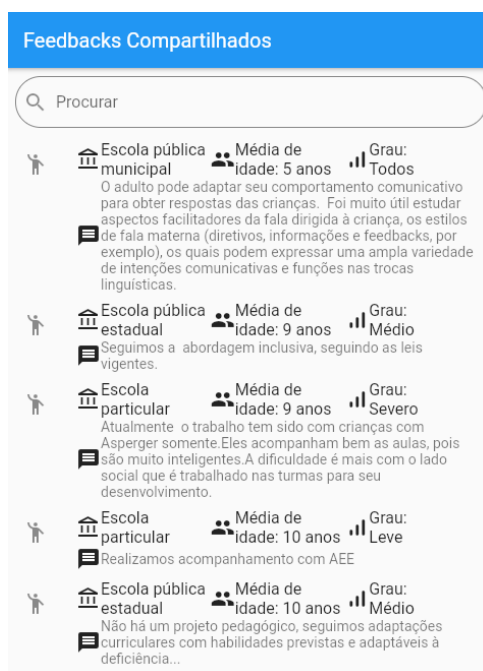 Feedbacks Compartilhados
Procurar
Escola pública municipal Média de idade: 5 anos Grau: Todos
O adulto pode adaptar seu comportamento comunicativo
para obter respostas das crianças.  Foi muito útil estudar
aspectos facilitadores da fala dirigida à criança, os estilos
de fala materna (diretivos, informações e feedbacks, por
exemplo), os quais podem expressar uma ampla variedade
de intenções comunicativas e funções nas trocas
linguísticas.
Escola pública estadual Média de idade: 9 anos Grau: Médio
Seguimos a  abordagem inclusiva, seguindo as leis
vigentes.
Escola particular Média de idade: 9 anos Grau: Severo
Atualmente  o trabalho tem sido com crianças com
Asperger somente.Eles acompanham bem as aulas, pois
são muito inteligentes.A dificuldade é mais com o lado
social que é trabalhado nas turmas para seu
desenvolvimento.
Escola particular Média de idade: 10 anos Grau: Leve
Realizamos acompanhamento com AEE
Escola pública estadual Média de idade: 10 anos Grau: Médio
Não há um projeto pedagógico, seguimos adaptações
curriculares com habilidades previstas e adaptáveis à
deficiência...